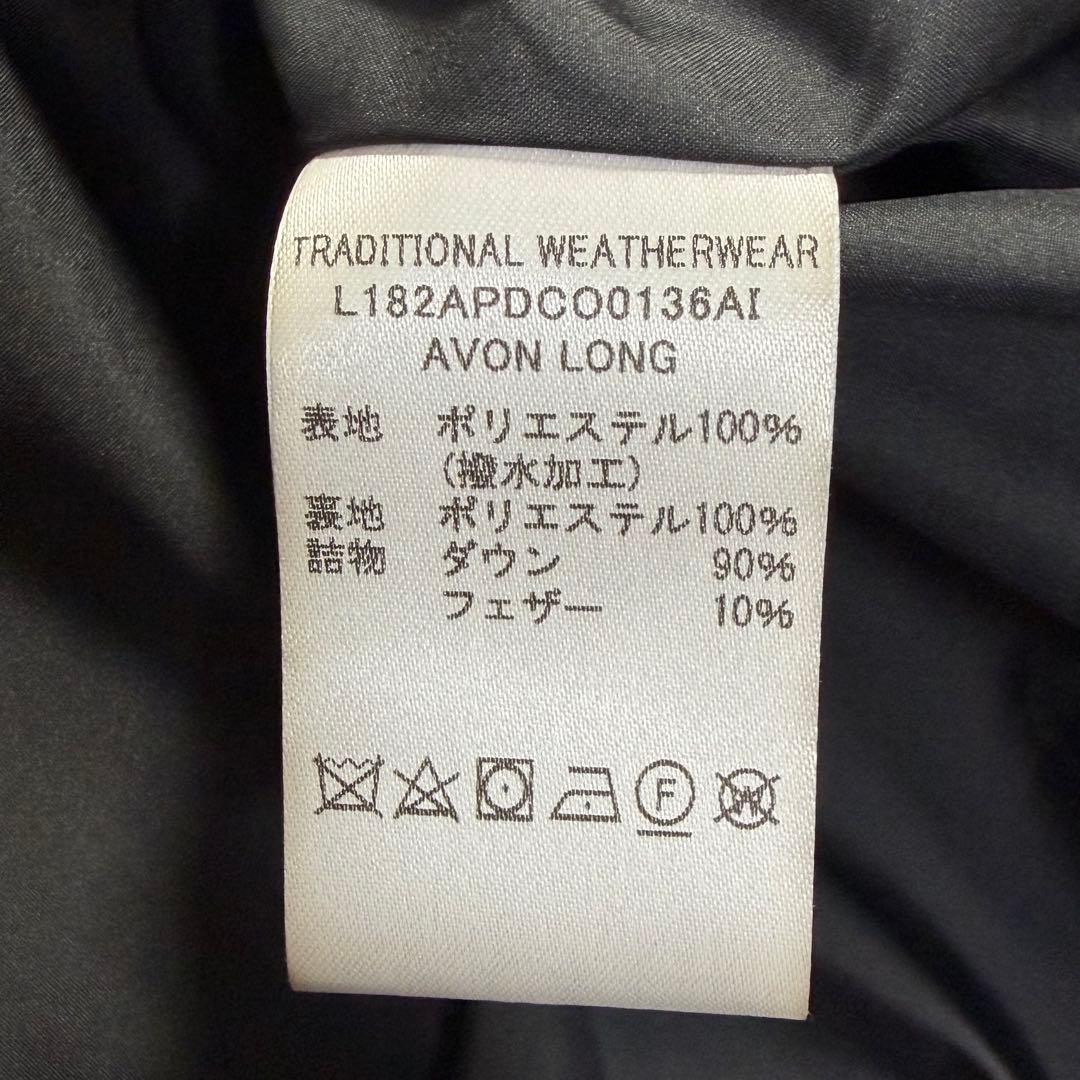 TRADITIONAL WEATHERWEAR
L182APDCO0136AI
AVON LONG
表地 ポリエステル100%
(撥水加工)
裏地 ポリエステル100%
詰物 ダウン 90%
フェザー 10%
F
W